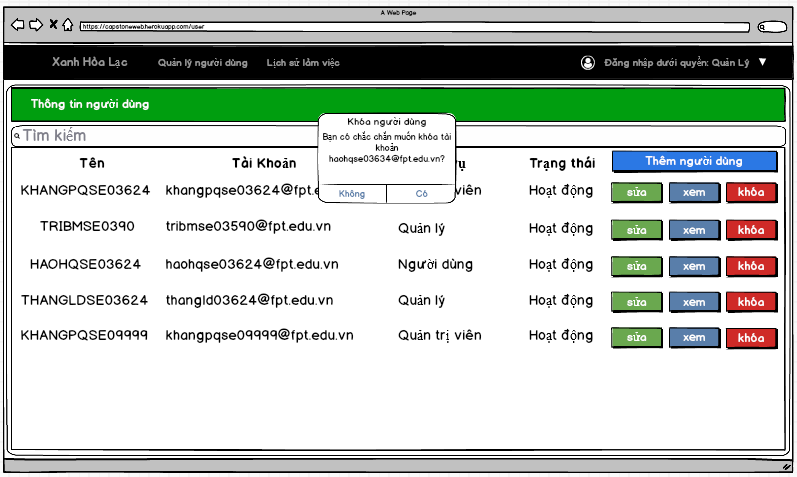 A Web Page
https://capstonewebherokuapp.com/user
Xanh Hòa Lạc Quản lý người dùng Lịch sử làm việc Đăng nhập dưới quyền: Quản Lý
Thông tin người dùng
Tìm kiếm
Khóa người dùng
Bạn có chắc chắn muốn khóa tài
khoản
haohqse03634@fpt.edu.vn?
Không Có
Tên Tài Khoản vụ Trạng thái Thêm người dùng
KHANGPQSE03624 khangpqse03624@fpt.e viên Hoạt động sửa xem khóa
TRIBMSE0390 tribmse03590@fpt.edu.vn Quản lý Hoạt động sửa xem khóa
HAOHQSE03624 haohqse03624@fpt.edu.vn Người dùng Hoạt động sửa xem khóa
THANGLDSE03624 thangld03624@fpt.edu.vn Quản lý Hoạt động sửa xem khóa
KHANGPQSE09999 khangpqse09999@fpt.edu.vn Quản trị viên Hoạt động sửa xem khóa